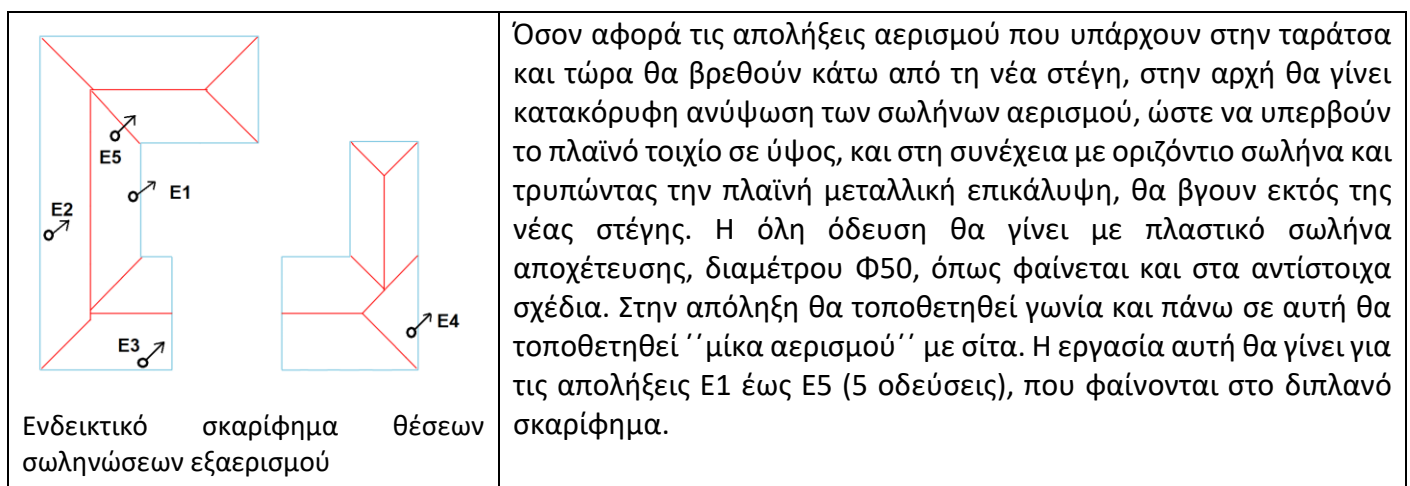 E5
E1
E2
E3
E4
Ενδεικτικό σκαρίφημα θέσεων
σωληνώσεων εξαερισμού
Όσον αφορά τις απολήξεις αερισμού που υπάρχουν στην ταράτσα
και τώρα θα βρεθούν κάτω από τη νέα στέγη, στην αρχή θα γίνει
κατακόρυφη ανύψωση των σωλήνων αερισμού, ώστε να υπερβούν
το πλαϊνό τοιχίο σε ύψος, και στη συνέχεια με οριζόντιο σωλήνα και
τρυπώντας την πλαϊνή μεταλλική επικάλυψη, θα βγουν εκτός της
νέας στέγης. Η όλη όδευση θα γίνει με πλαστικό σωλήνα
αποχέτευσης, διαμέτρου Φ50, όπως φαίνεται και στα αντίστοιχα
σχέδια. Στην απόληξη θα τοποθετηθεί γωνία και πάνω σε αυτή θα
τοποθετηθεί ΄΄μίκα αερισμού΄΄ με σίτα. Η εργασία αυτή θα γίνει για
τις απολήξεις Ε1 έως Ε5 (5 οδεύσεις), που φαίνονται στο διπλανό
σκαρίφημα.